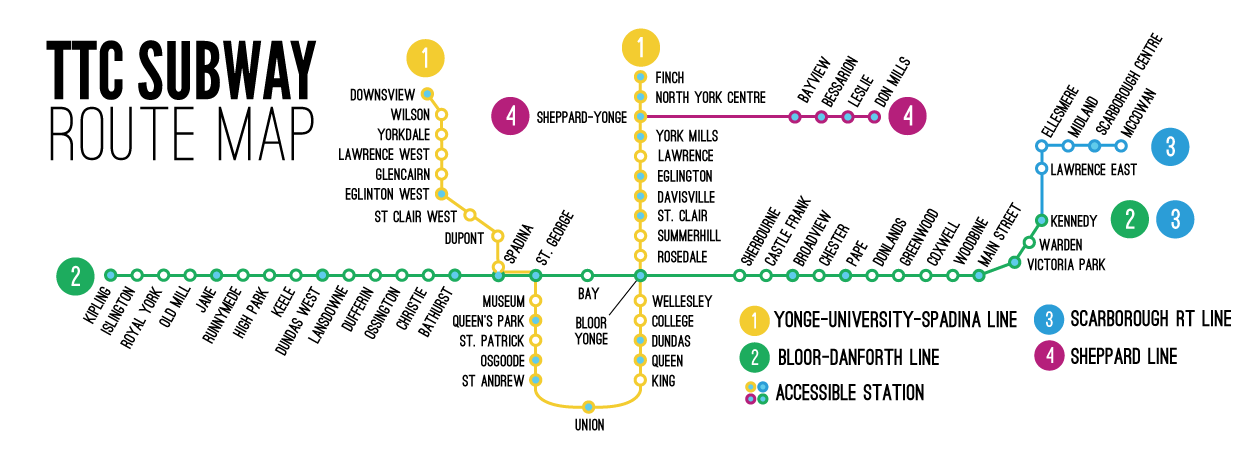 TTC SUBWAY
ROUTE MAP
1
DOWNSVIEW
WILSON
YORKDALE
LAWRENCE WEST
GLENCAIRN
EGLINTON WEST
ST CLAIR WEST
DUPONT
SPADINA
ST. GEORGE
MUSEUM
QUEEN'S PARK
ST. PATRICK
OSGOODE
ST ANDREW
UNION
1
FINCH
NORTH YORK CENTRE
4
SHEPPARD-YONGE
YORK MILLS
LAWRENCE
EGLINGTON
DAVISVILLE
ST. CLAIR
SUMMERHILL
ROSEDALE
BLOOR
YONGE
WELLESLEY
COLLEGE
DUNDAS
QUEEN
KING
BAYVIEW
BESSARION
LESLIE
DON MILLS
4
2
KIPLING
ISLINGTON
ROYAL YORK
OLD MILL
JANE
RUNNYMEDE
HIGH PARK
KEELE
DUNDAS WEST
LANSDOWNE
DUFFERIN
OSSINGTON
CHRISTIE
BATHURST
BAY
SHERBOURNE
CASTLE FRANK
BROADVIEW
CHESTER
PAPE
DONLANDS
GREENWOOD
COXWELL
WOODBINE
MAIN STREET
VICTORIA PARK
WARDEN
KENNEDY
2
3
LAWRENCE EAST
ELLESMERE
MIDLAND
SCARBOROUGH CENTRE
MCCOWAN
3
1 YONGE-UNIVERSITY-SPADINA LINE
2 BLOOR-DANFORTH LINE
ACCESSIBLE STATION
3 SCARBOROUGH RT LINE
4 SHEPPARD LINE